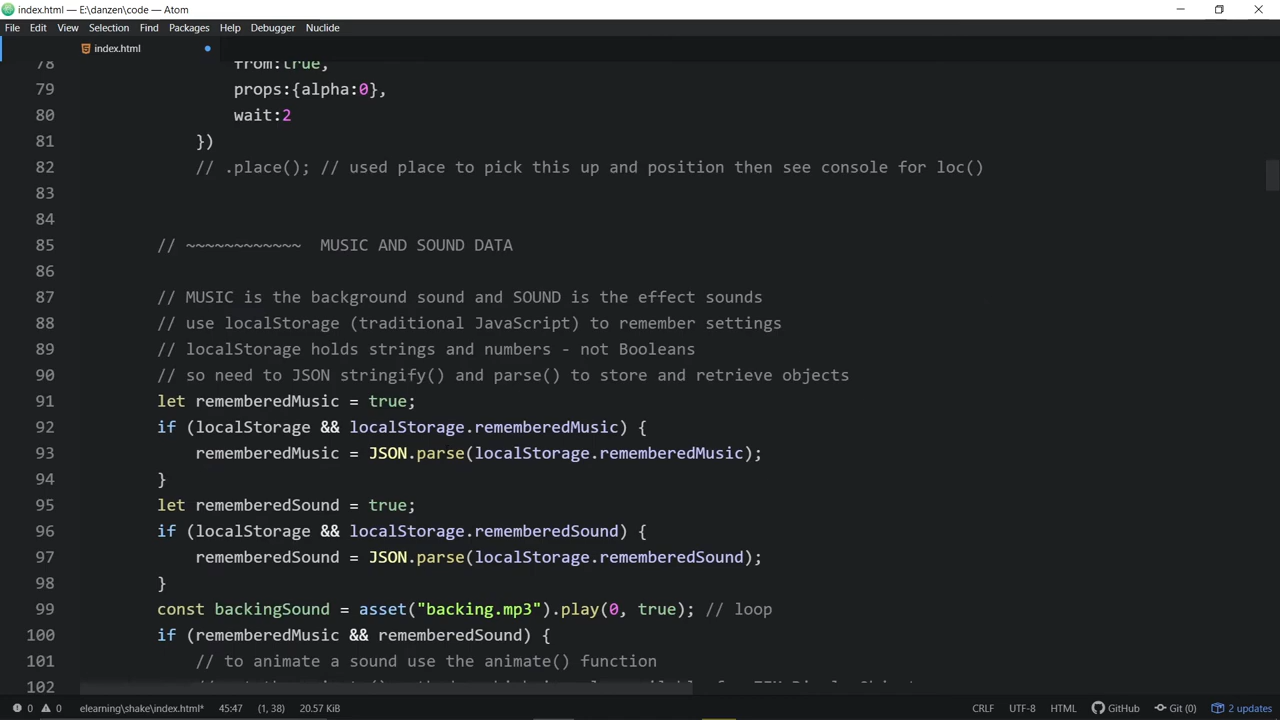 index.html — E:\danzen\code — Atom
File Edit View Selection Find Packages Help Debugger Nuclide
index.html
78 from:true,
79 props:{alpha:0},
80 wait:2
81 })
82 // .place(); // used place to pick this up and position then see console for loc()
83
84
85 // ~~~~~~~~~~~~ MUSIC AND SOUND DATA
86
87 // MUSIC is the background sound and SOUND is the effect sounds
88 // use localStorage (traditional JavaScript) to remember settings
89 // localStorage holds strings and numbers - not Booleans
90 // so need to JSON stringify() and parse() to store and retrieve objects
91 let rememberedMusic = true;
92 if (localStorage && localStorage.rememberedMusic) {
93 rememberedMusic = JSON.parse(localStorage.rememberedMusic);
94 }
95 let rememberedSound = true;
96 if (localStorage && localStorage.rememberedSound) {
97 rememberedSound = JSON.parse(localStorage.rememberedSound);
98 }
99 const backingSound = asset("backing.mp3").play(0, true); // loop
100 if (rememberedMusic && rememberedSound) {
101 // to animate a sound use the animate() function
102
0 0 elearning\shake\index.html* 45:47 (1, 38) 20.57 KiB CRLF UTF-8 HTML GitHub Git (0) 2 updates